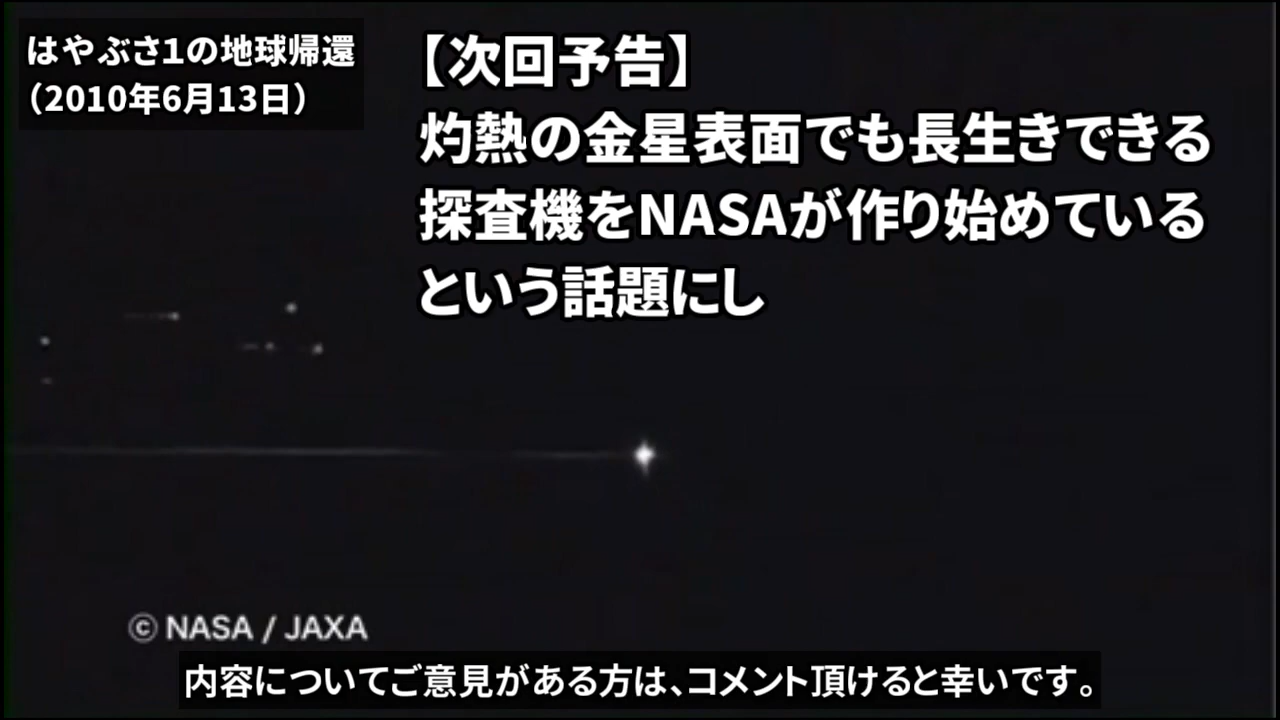 はやぶさ1の地球帰還
（2010年6月13日）
【次回予告】
灼熱の金星表面でも長生きできる
探査機をNASAが作り始めている
という話題にし
© NASA / JAXA
内容についてご意見がある方は、コメント頂けると幸いです。